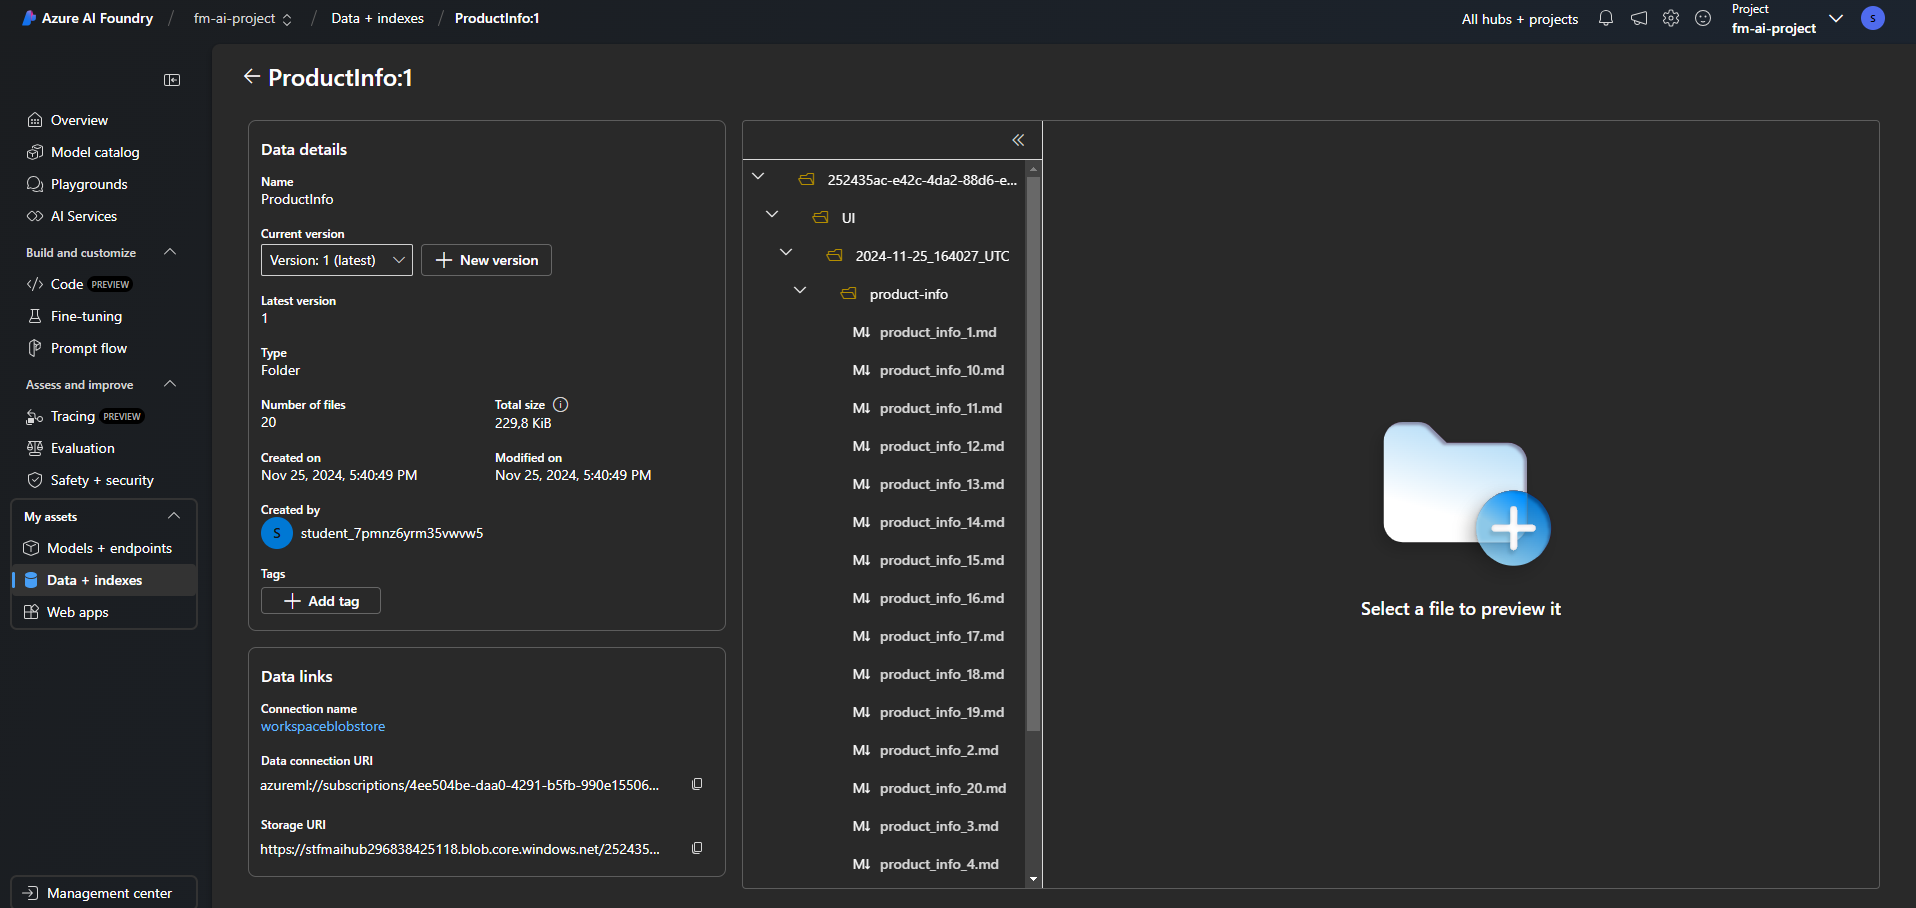 Azure AI Foundry / fm-ai-project / Data + indexes / ProductInfo:1
All hubs + projects
Project
fm-ai-project
S
ProductInfo:1
Overview
Model catalog
Playgrounds
AI Services
Build and customize
Code PREVIEW
Fine-tuning
Prompt flow
Assess and improve
Tracing PREVIEW
Evaluation
Safety + security
My assets
Models + endpoints
Data + indexes
Web apps
Management center
Data details
Name
ProductInfo
Current version
Version: 1 (latest)
New version
Latest version
1
Type
Folder
Number of files
20
Total size
229,8 KiB
Created on
Nov 25, 2024, 5:40:49 PM
Modified on
Nov 25, 2024, 5:40:49 PM
Created by
S student_7pmnz6yrm35vwvw5
Tags
Add tag
Data links
Connection name
workspaceblobstore
Data connection URI
azureml://subscriptions/4ee504be-daa0-4291-b5fb-990e15506...
Storage URI
https://stfmaihub296838425118.blob.core.windows.net/252435...
252435ac-e42c-4da2-88d6-e...
UI
2024-11-25_164027_UTC
product-info
M↓ product_info_1.md
M↓ product_info_10.md
M↓ product_info_11.md
M↓ product_info_12.md
M↓ product_info_13.md
M↓ product_info_14.md
M↓ product_info_15.md
M↓ product_info_16.md
M↓ product_info_17.md
M↓ product_info_18.md
M↓ product_info_19.md
M↓ product_info_2.md
M↓ product_info_20.md
M↓ product_info_3.md
M↓ product_info_4.md
Select a file to preview it